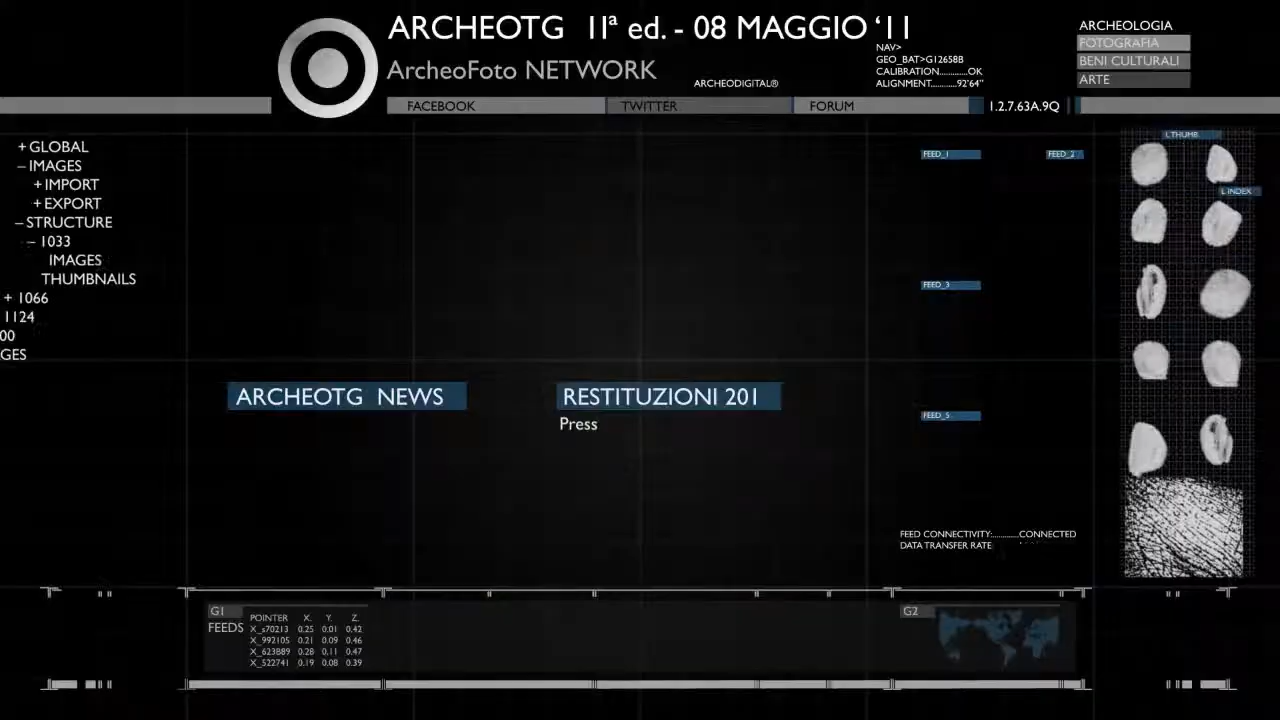 ARCHEOTG 11ª ed. - 08 MAGGIO ‘11
ArcheoFoto NETWORK
ARCHEODIGITAL®
NAV>
GEO_BAT>G12658B
CALIBRATION............OK
ALIGNMENT...........92'64"
ARCHEOLOGIA
FOTOGRAFIA
BENI CULTURALI
ARTE
FACEBOOK
TWITTER
FORUM
1.2.7.63A.9Q
+ GLOBAL
– IMAGES
+ IMPORT
+ EXPORT
– STRUCTURE
– 1033
IMAGES
THUMBNAILS
+ 1066
1124
00
GES
FEED_1
FEED_2
FEED_3
FEED_5
L THUMB
L INDEX
ARCHEOTG NEWS
RESTITUZIONI 201
Press
FEED CONNECTIVITY:...........CONNECTED
DATA TRANSFER RATE
G1
FEEDS
POINTER X. Y. Z.
X_s70213 0.25 0.01 0.42
X_992105 0.21 0.09 0.46
X_623889 0.28 0.11 0.47
X_522741 0.19 0.08 0.39
G2